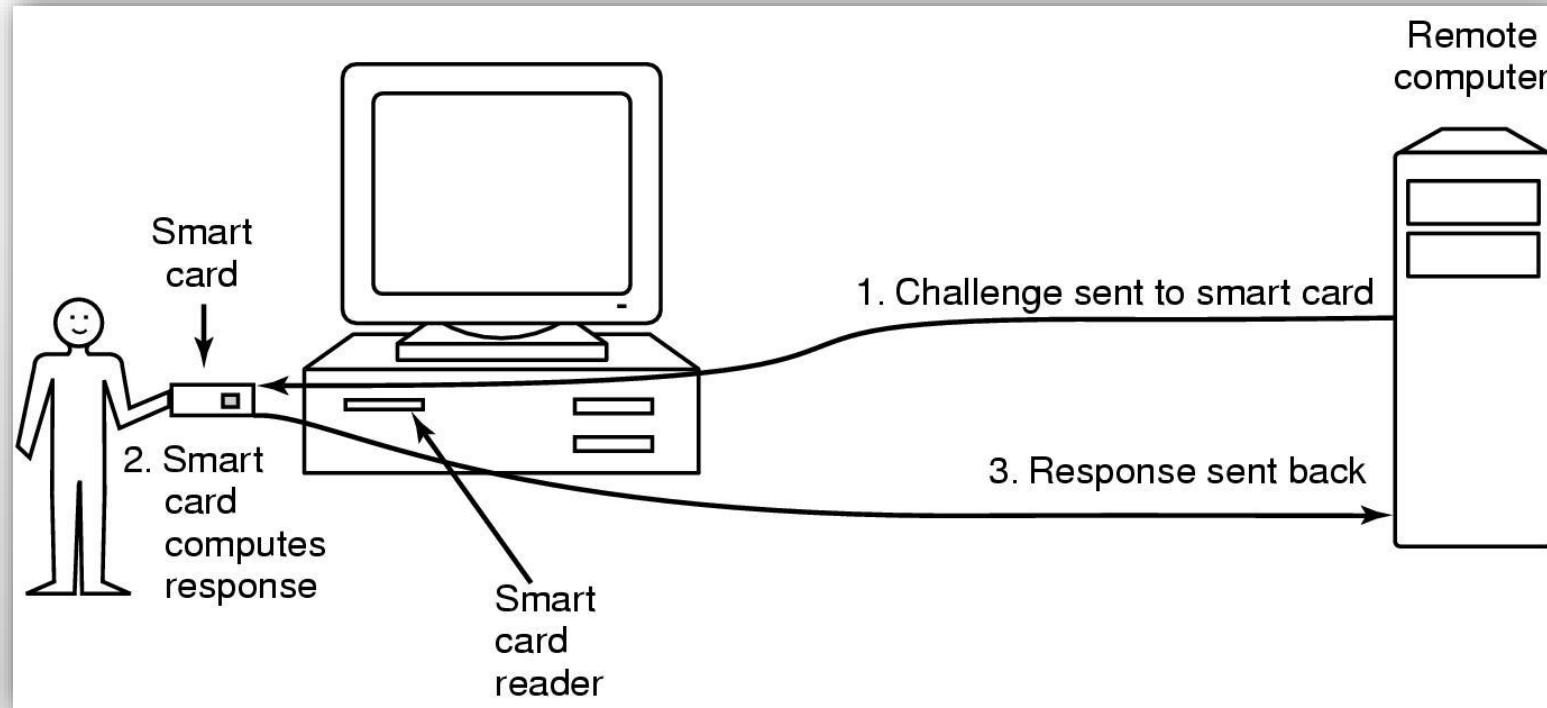 Remote
computer
Smart
card
1. Challenge sent to smart card
2. Smart
card
computes
response
3. Response sent back
Smart
card
reader